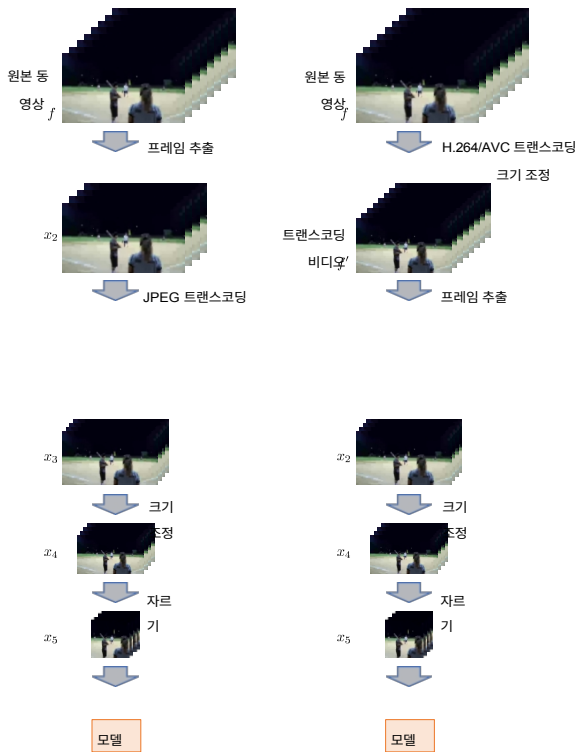 원본 동
영상 f
프레임 추출
x₂
JPEG 트랜스코딩
x₃
크기
조정
x₄
자르
기
x₅
모델
원본 동
영상 f
H.264/AVC 트랜스코딩
크기 조정
트랜스코딩
비디오 f′
프레임 추출
x₂
크기
조정
x₄
자르
기
x₅
모델